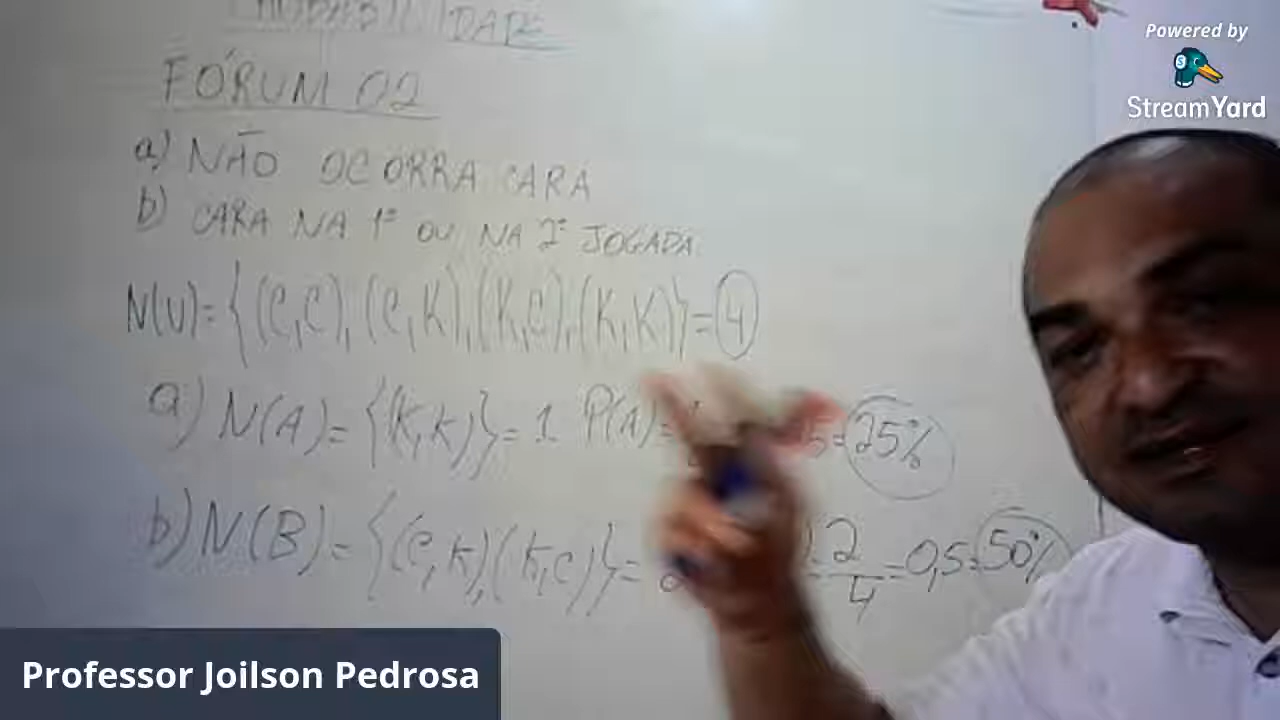 Powered by
StreamYard
FÓRUM 02
a) NÃO OCORRA CARA
b) CARA NA 1ª OU NA 2ª JOGADA.
N(U)={(C,C),(C,K),(K,C),(K,K)}=4
a) N(A)={(K,K)}=1 P(A)= 25%
b) N(B)={(C,K)(K,C)}= 2/4=0,5=50%
Professor Joilson Pedrosa